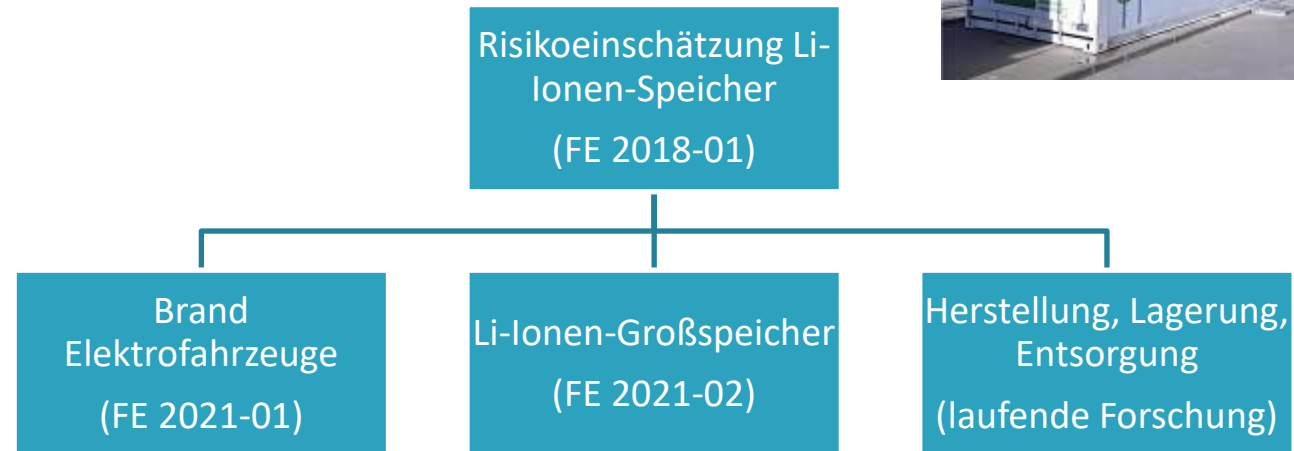 Risikoeinschätzung Li-
Ionen-Speicher
(FE 2018-01)
Brand
Elektrofahrzeuge
(FE 2021-01)
Li-Ionen-Großspeicher
(FE 2021-02)
Herstellung, Lagerung,
Entsorgung
(laufende Forschung)